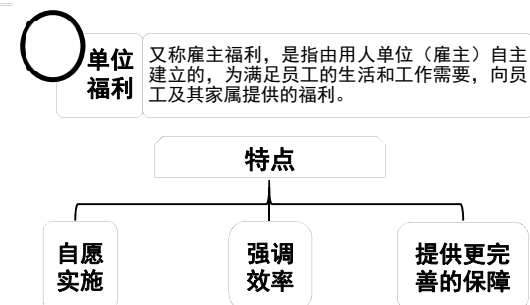 单位
福利
又称雇主福利，是指由用人单位（雇主）自主
建立的，为满足员工的生活和工作需要，向员
工及其家属提供的福利。
特点
自愿
实施
强调
效率
提供更完
善的保障